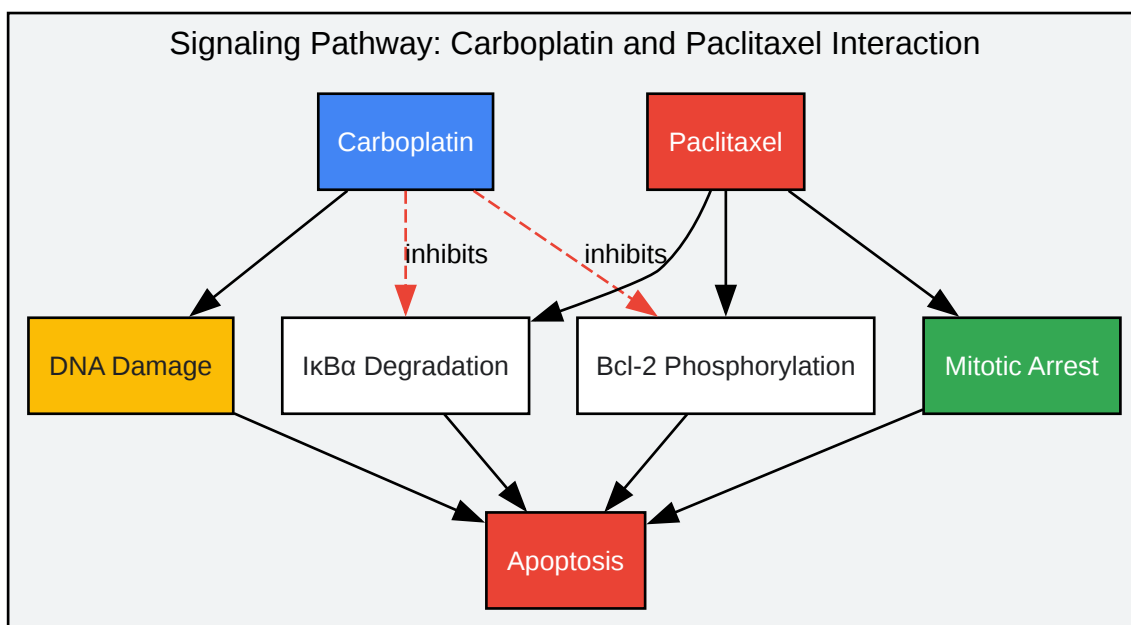 Signaling Pathway: Carboplatin and Paclitaxel Interaction
Carboplatin
Paclitaxel
inhibits
inhibits
DNA Damage
IκBα Degradation
Bcl-2 Phosphorylation
Mitotic Arrest
Apoptosis